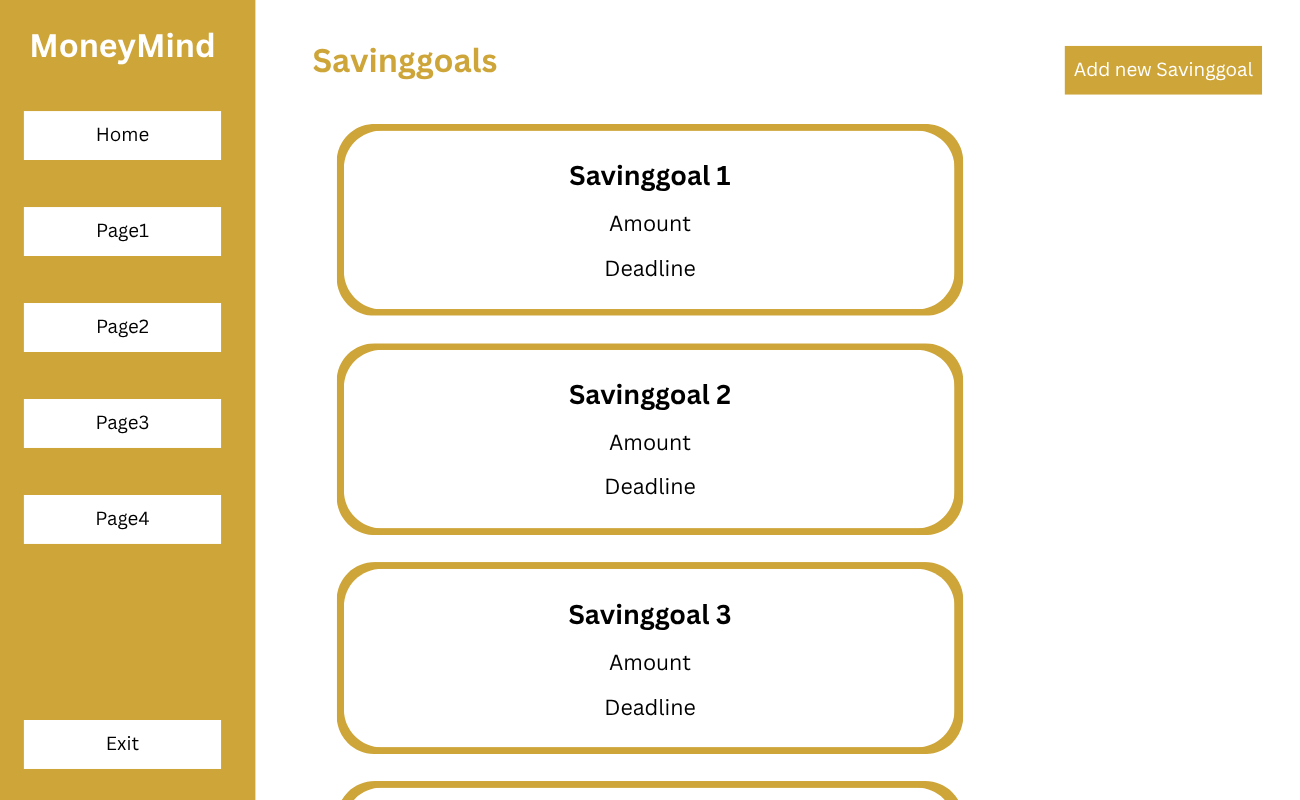 MoneyMind
Home
Page1
Page2
Page3
Page4
Exit
Savinggoals
Add new Savinggoal
Savinggoal 1
Amount
Deadline
Savinggoal 2
Amount
Deadline
Savinggoal 3
Amount
Deadline